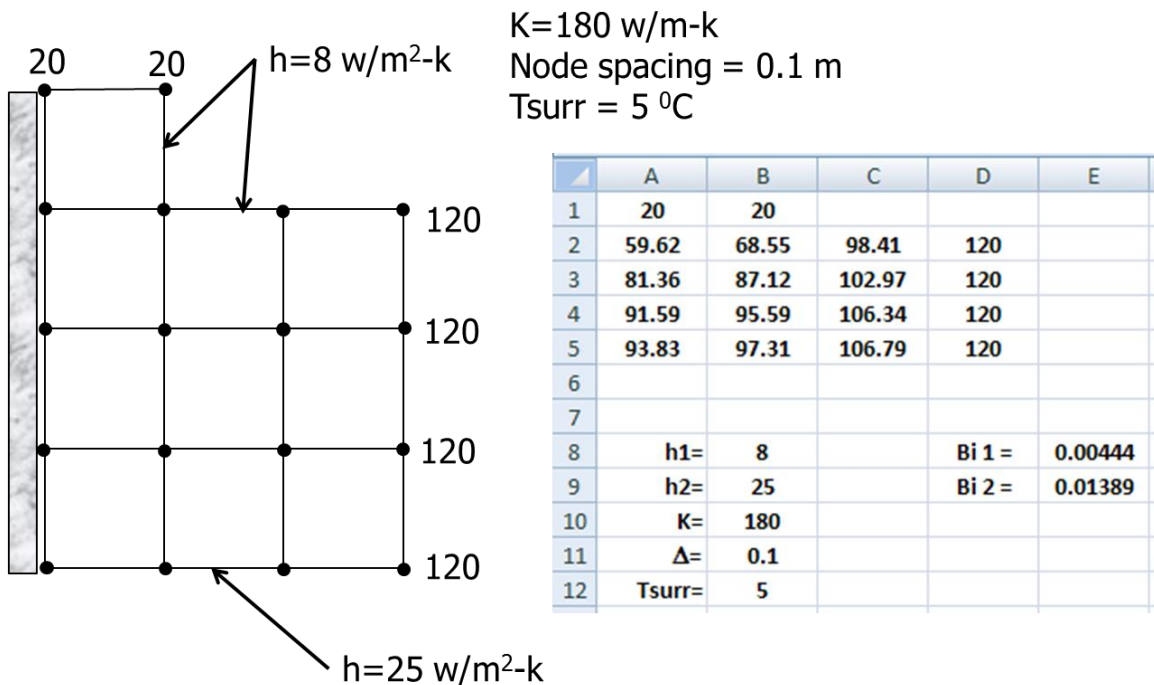 K=180 w/m-k
Node spacing = 0.1 m
Tsurr = 5 ⁰C
20 20
h=8 w/m²-k
120
120
120
120
h=25 w/m²-k
A B C D E
1 20 20
2 59.62 68.55 98.41 120
3 81.36 87.12 102.97 120
4 91.59 95.59 106.34 120
5 93.83 97.31 106.79 120
6
7
8 h1= 8 Bi 1 = 0.00444
9 h2= 25 Bi 2 = 0.01389
10 K= 180
11 Δ= 0.1
12 Tsurr= 5